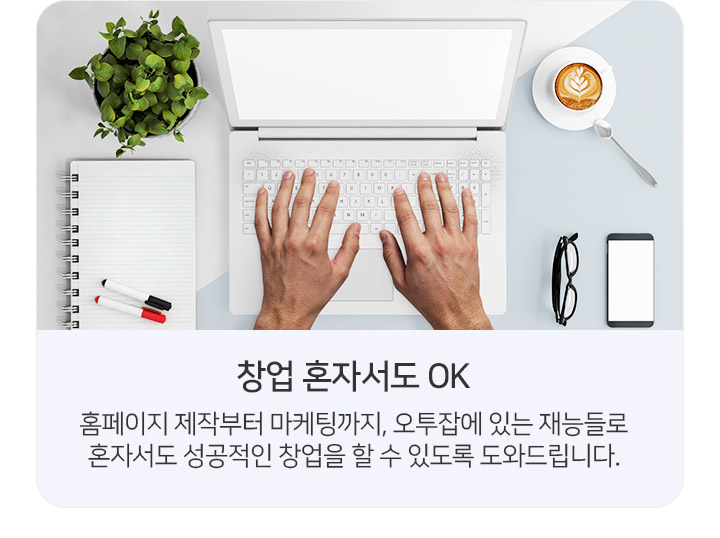 창업 혼자서도 OK
홈페이지 제작부터 마케팅까지, 오투잡에 있는 재능들로
혼자서도 성공적인 창업을 할 수 있도록 도와드립니다.